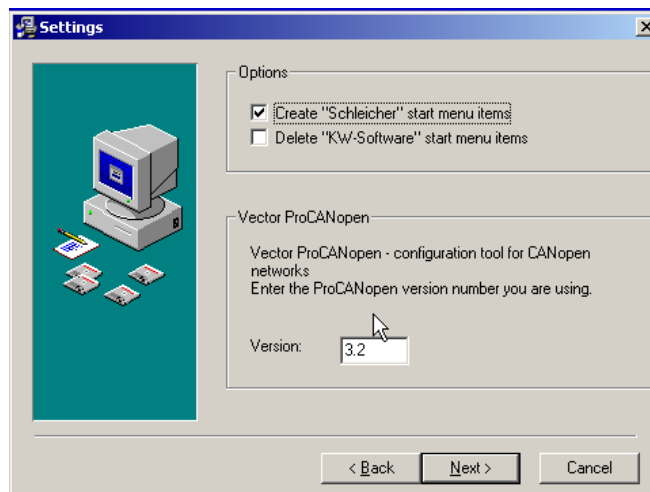 Settings
Options
Create "Schleicher" start menu items
Delete "KW-Software" start menu items
Vector ProCANopen
Vector ProCANopen - configuration tool for CANopen
networks
Enter the ProCANopen version number you are using.
Version:
3.2
< Back
Next >
Cancel